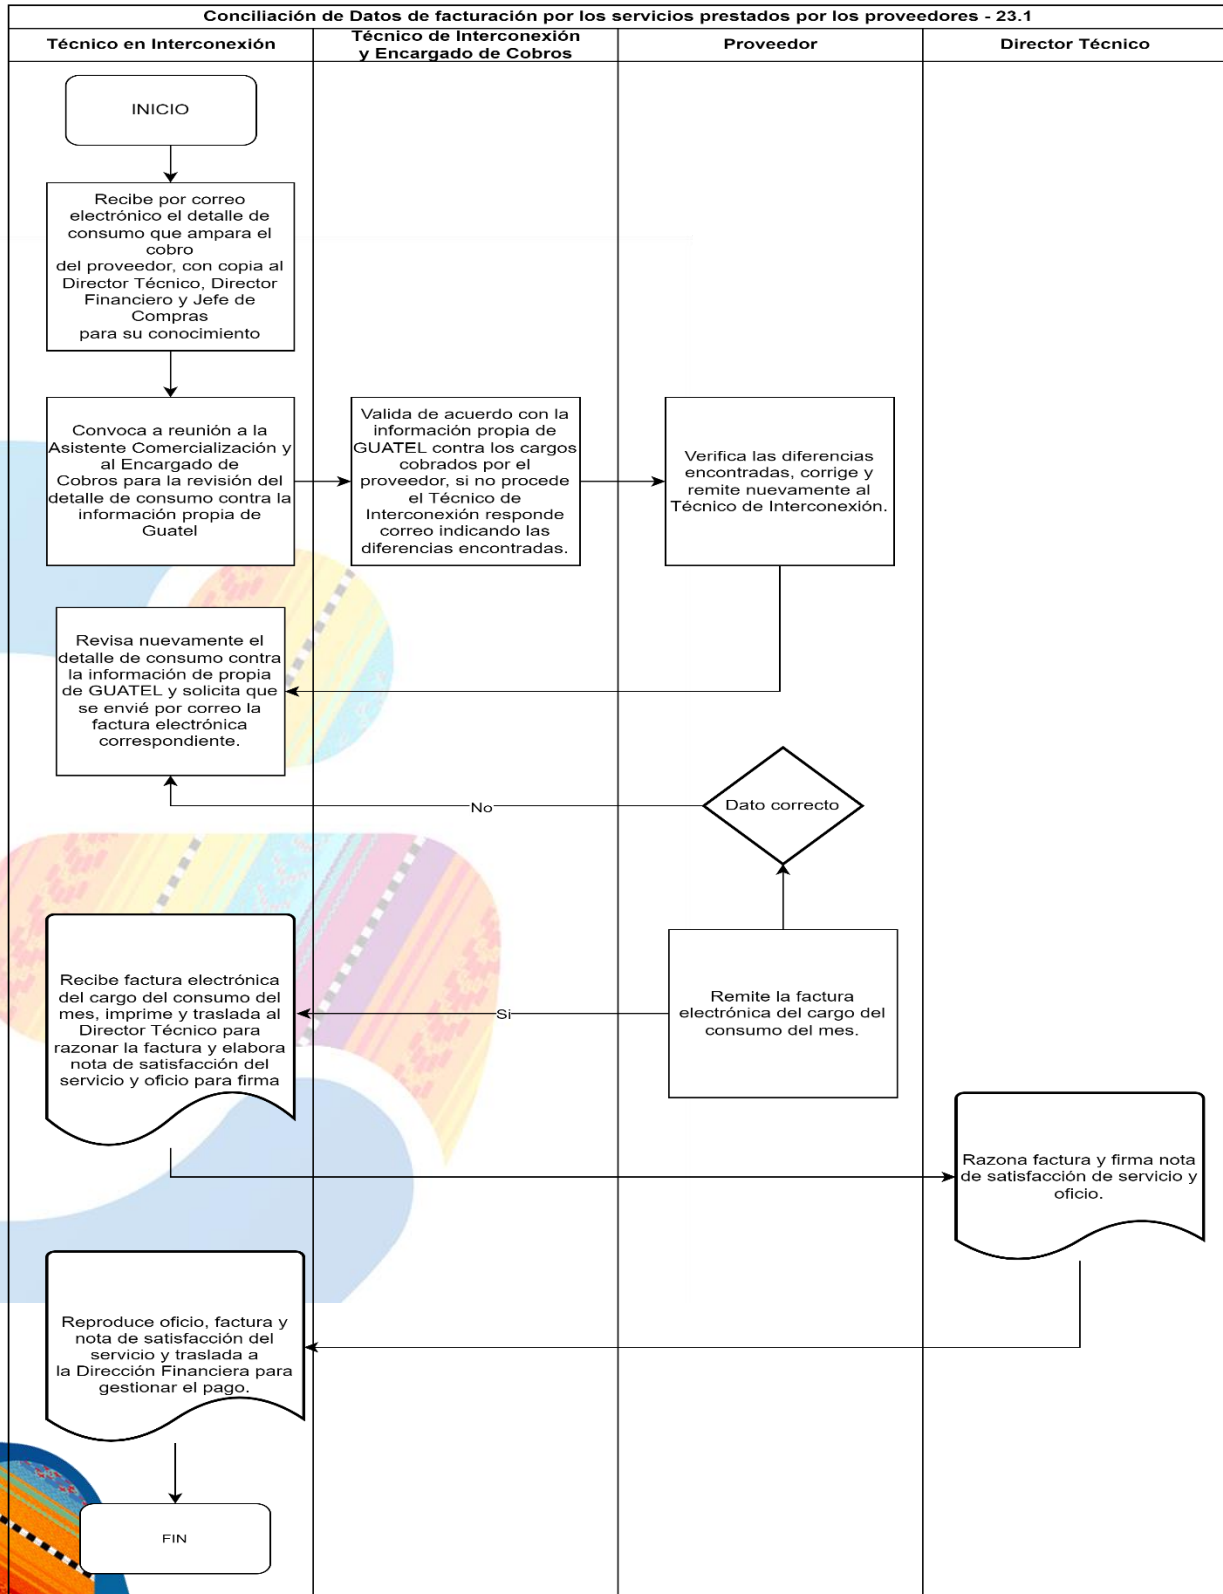 Conciliación de Datos de facturación por los servicios prestados por los proveedores - 23.1
Técnico en Interconexión
Técnico de Interconexión
y Encargado de Cobros
Proveedor
Director Técnico
INICIO
Recibe por correo
electrónico el detalle de
consumo que ampara el
cobro
del proveedor, con copia al
Director Técnico, Director
Financiero y Jefe de
Compras
para su conocimiento
Convoca a reunión a la
Asistente Comercialización y
al Encargado de
Cobros para la revisión del
detalle de consumo contra la
información propia de
Guatel
Valida de acuerdo con la
información propia de
GUATEL contra los cargos
cobrados por el
proveedor, si no procede
el Técnico de
Interconexión responde
correo indicando las
diferencias encontradas.
Verifica las diferencias
encontradas, corrige y
remite nuevamente al
Técnico de Interconexión.
Revisa nuevamente el
detalle de consumo contra
la información de propia
de GUATEL y solicita que
se envié por correo la
factura electrónica
correspondiente.
Dato correcto
No
Remite la factura
electrónica del cargo del
consumo del mes.
Si
Recibe factura electrónica
del cargo del consumo del
mes, imprime y traslada al
Director Técnico para
razonar la factura y elabora
nota de satisfacción del
servicio y oficio para firma
Razona factura y firma nota
de satisfacción de servicio y
oficio.
Reproduce oficio, factura y
nota de satisfacción del
servicio y traslada a
la Dirección Financiera para
gestionar el pago.
FIN